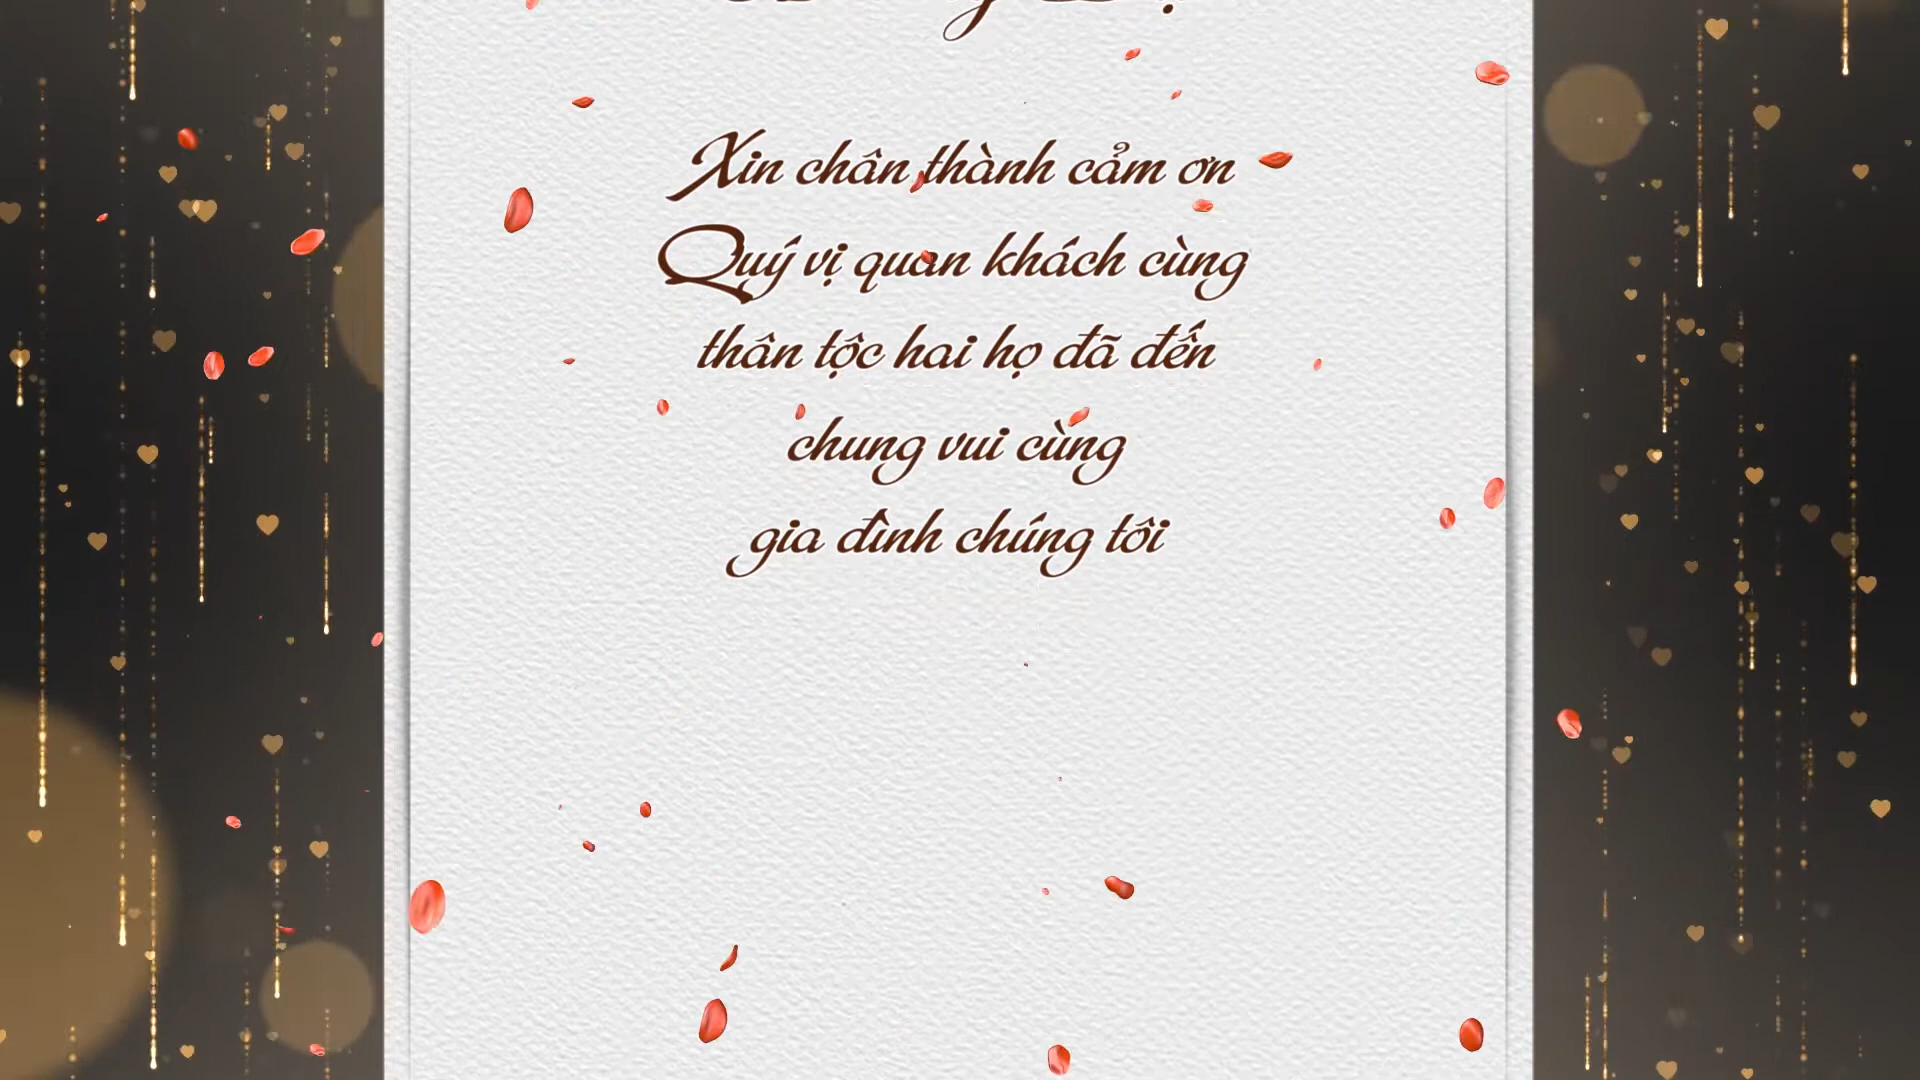 Xin chân thành cảm ơn
Quý vị quan khách cùng
thân tộc hai họ đã đến
chung vui cùng
gia đình chúng tôi